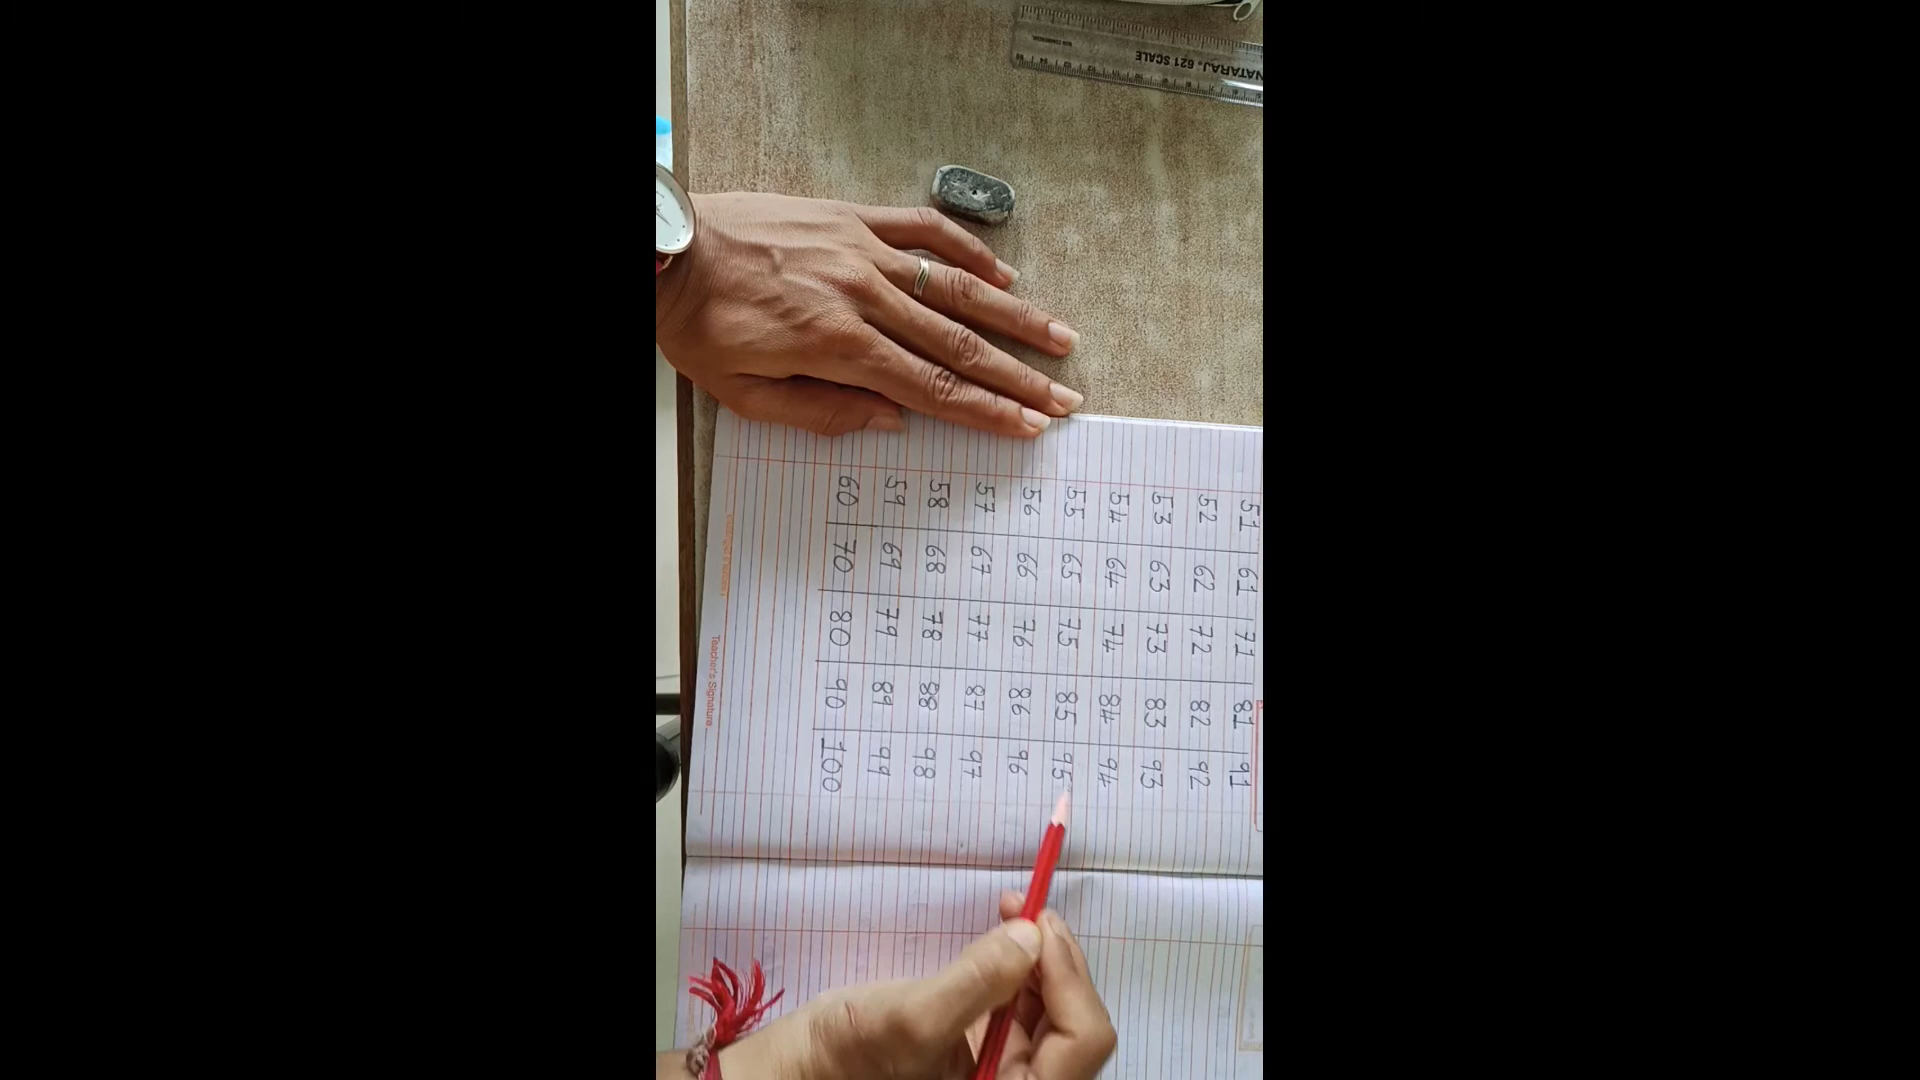 NATARAJ. 621 SCALE
51 61 71 81 91
52 62 72 82 92
53 63 73 83 93
54 64 74 84 94
55 65 75 85 95
56 66 76 86 96
57 67 77 87 97
58 68 78 88 98
59 69 79 89 99
60 70 80 90 100
Teacher's Signature